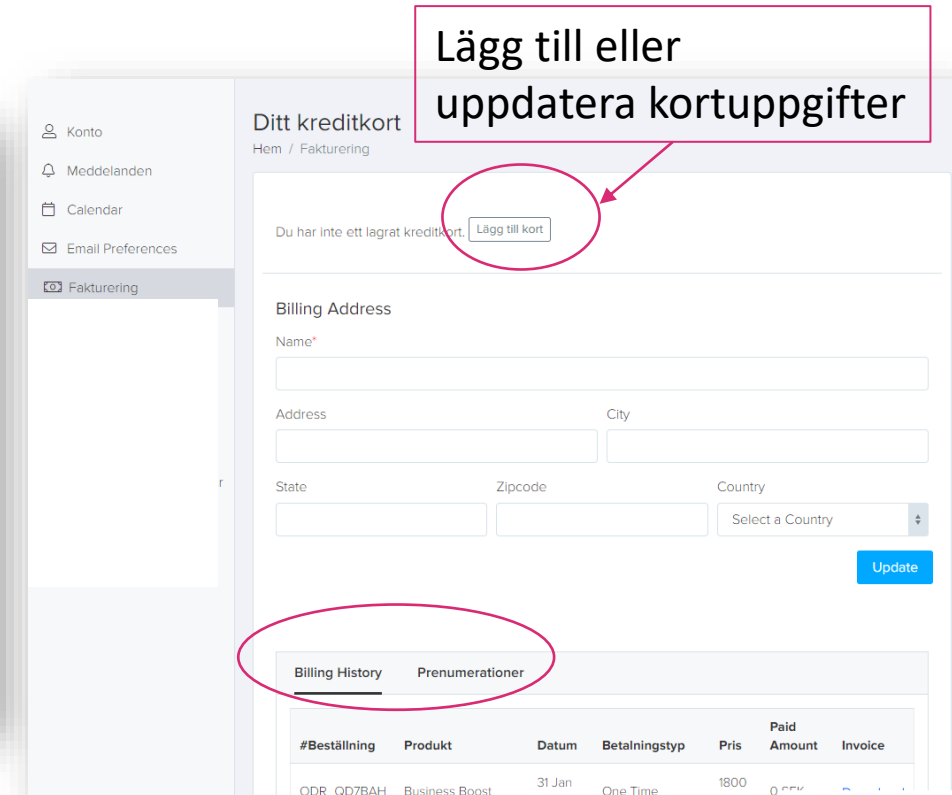 Lägg till eller
uppdatera kortuppgifter
Konto
Meddelanden
Calendar
Email Preferences
Fakturering
r
Ditt kreditkort
Hem / Fakturering
Du har inte ett lagrat kreditkort. Lägg till kort
Billing Address
Name*
Address City
State Zipcode Country
Select a Country
Update
Billing History Prenumerationer
#Beställning Produkt Datum Betalningstyp Pris Paid Amount Invoice
ODR_QD7BAH Business Boost 31 Jan One Time 1800 0 SEK